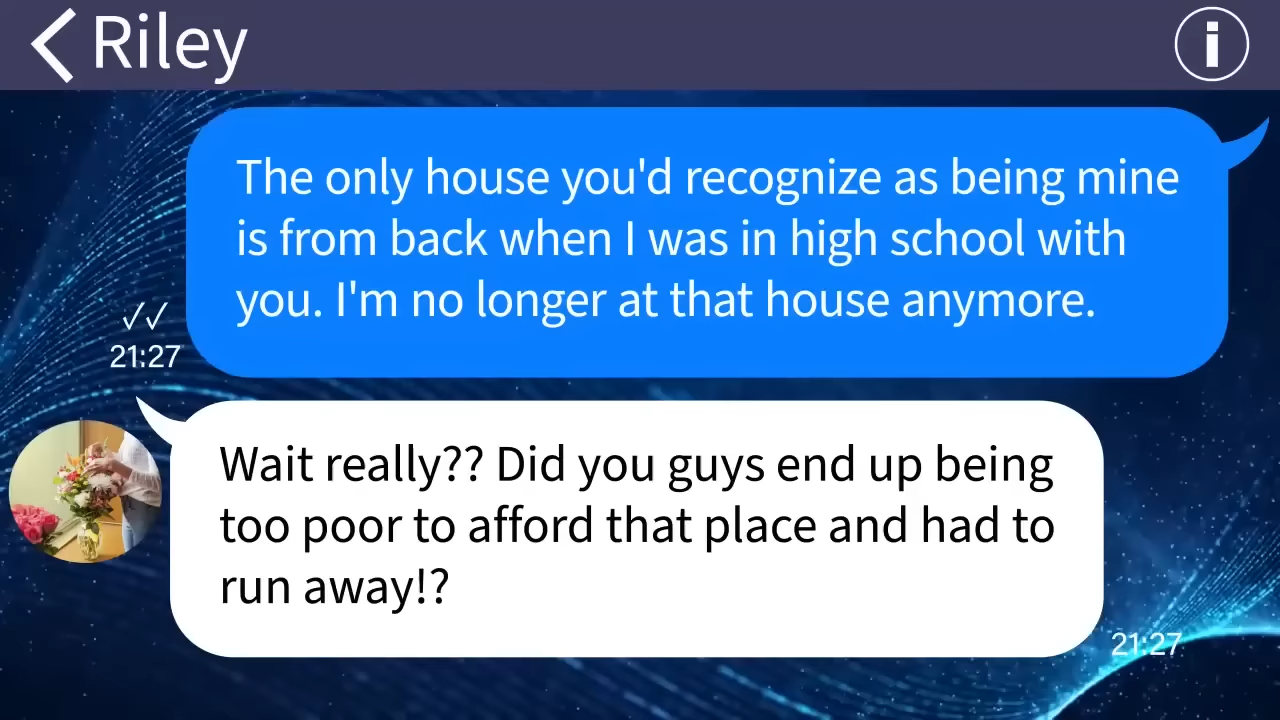 Riley
The only house you'd recognize as being mine
is from back when I was in high school with
you. I'm no longer at that house anymore.
21:27
Wait really?? Did you guys end up being
too poor to afford that place and had to
run away!?
21:27